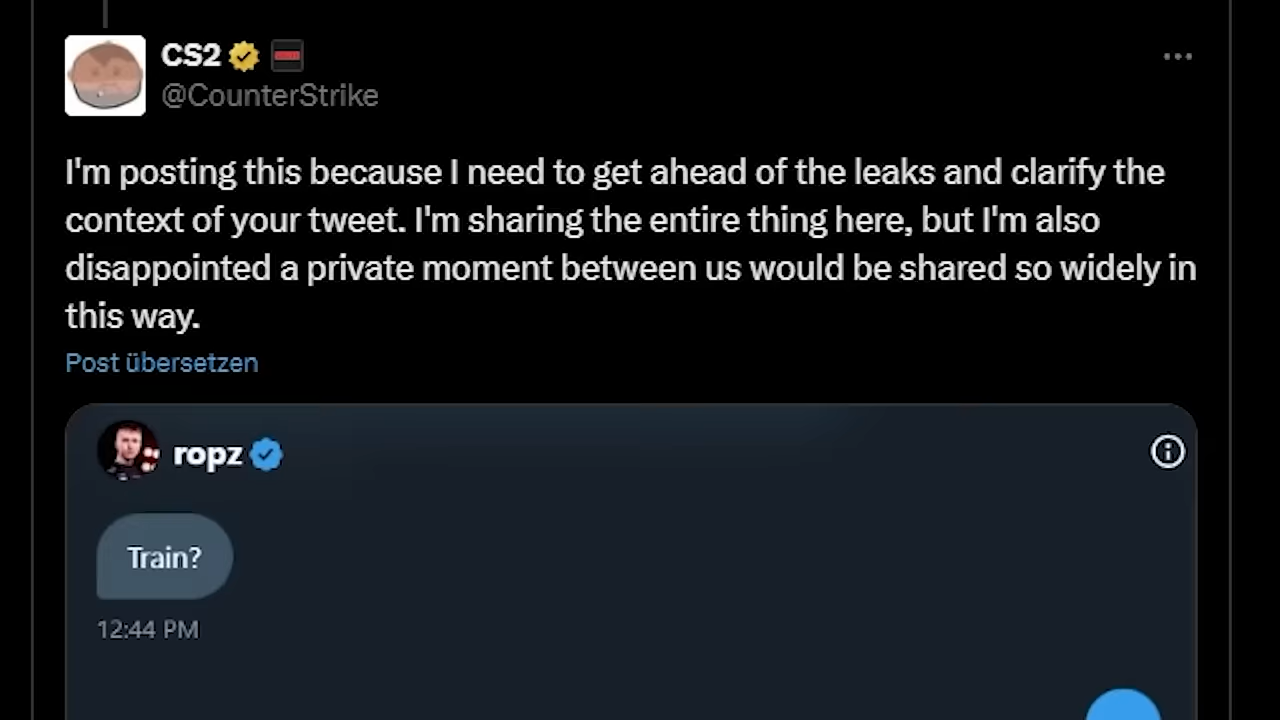 CS2
@CounterStrike
I'm posting this because I need to get ahead of the leaks and clarify the
context of your tweet. I'm sharing the entire thing here, but I'm also
disappointed a private moment between us would be shared so widely in
this way.
Post übersetzen
ropz
Train?
12:44 PM